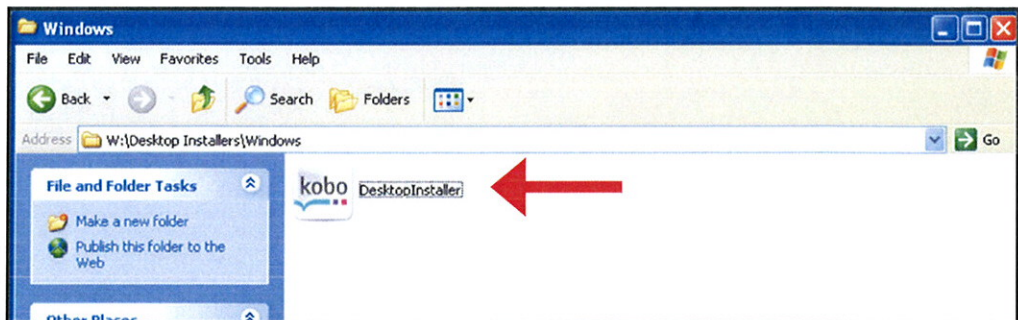 Windows
File Edit View Favorites Tools Help
Back Search Folders
Address W:\Desktop Installers\Windows Go
File and Folder Tasks
kobo DesktopInstaller
Make a new folder
Publish this folder to the
Web
Other Places